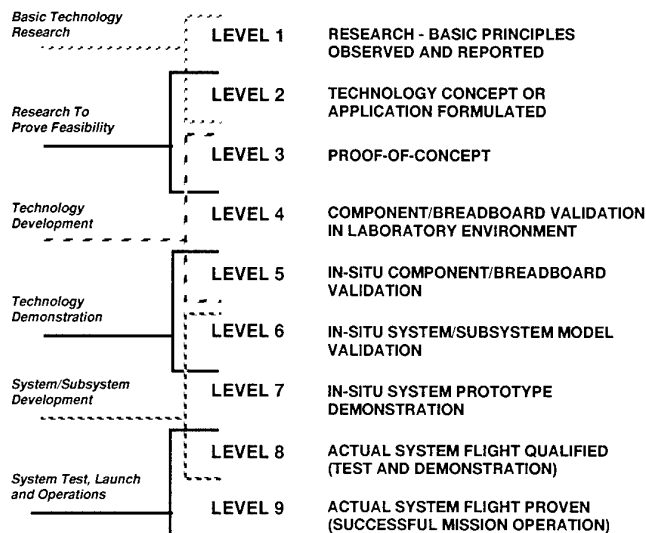 Basic Technology
Research
LEVEL 1
RESEARCH - BASIC PRINCIPLES
OBSERVED AND REPORTED
LEVEL 2
TECHNOLOGY CONCEPT OR
APPLICATION FORMULATED
Research To
Prove Feasibility
LEVEL 3
PROOF-OF-CONCEPT
Technology
Development
LEVEL 4
COMPONENT/BREADBOARD VALIDATION
IN LABORATORY ENVIRONMENT
LEVEL 5
IN-SITU COMPONENT/BREADBOARD
VALIDATION
Technology
Demonstration
LEVEL 6
IN-SITU SYSTEM/SUBSYSTEM MODEL
VALIDATION
System/Subsystem
Development
LEVEL 7
IN-SITU SYSTEM PROTOTYPE
DEMONSTRATION
LEVEL 8
ACTUAL SYSTEM FLIGHT QUALIFIED
(TEST AND DEMONSTRATION)
System Test, Launch
and Operations
LEVEL 9
ACTUAL SYSTEM FLIGHT PROVEN
(SUCCESSFUL MISSION OPERATION)